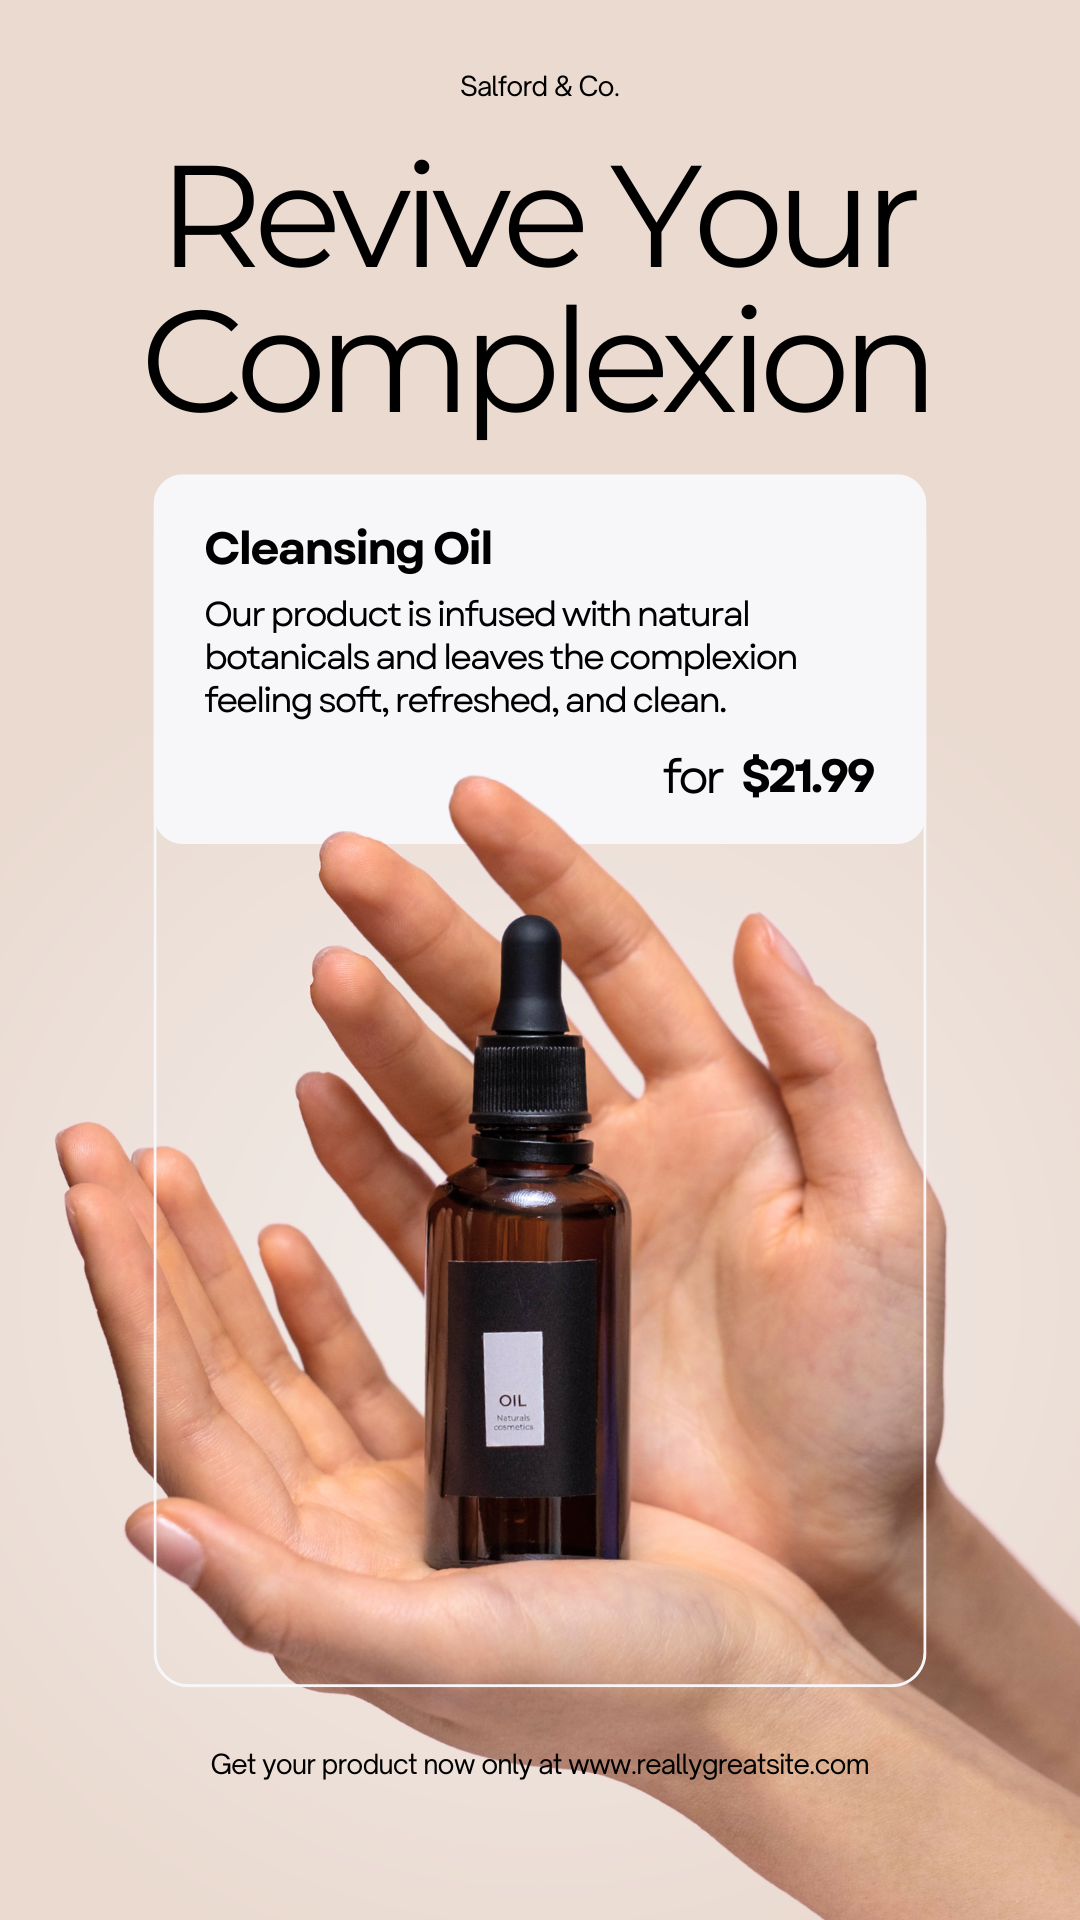 Salford & Co.
Revive Your
Complexion
Cleansing Oil
Our product is infused with natural
botanicals and leaves the complexion
feeling soft, refreshed, and clean.
for $21.99
OIL
Naturals
cosmetics
Get your product now only at www.reallygreatsite.com